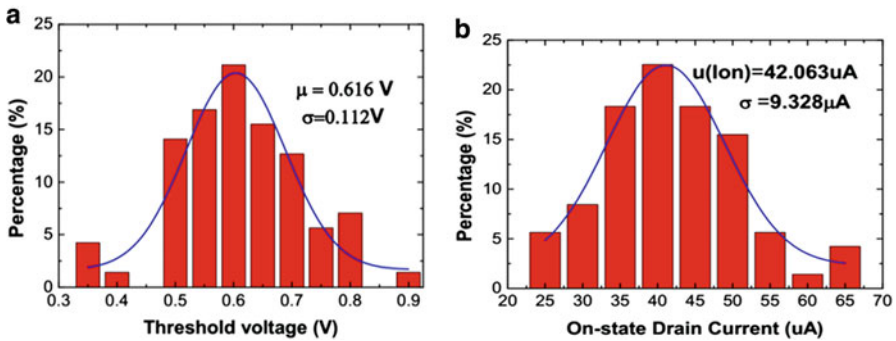 a
25
20
15
10
5
0
Percentage (%)
μ = 0.616 V
σ=0.112V
0.3 0.4 0.5 0.6 0.7 0.8 0.9
Threshold voltage (V)
b
25
20
15
10
5
0
Percentage (%)
u(Ion)=42.063uA
σ =9.328μA
20 25 30 35 40 45 50 55 60 65 70
On-state Drain Current (uA)